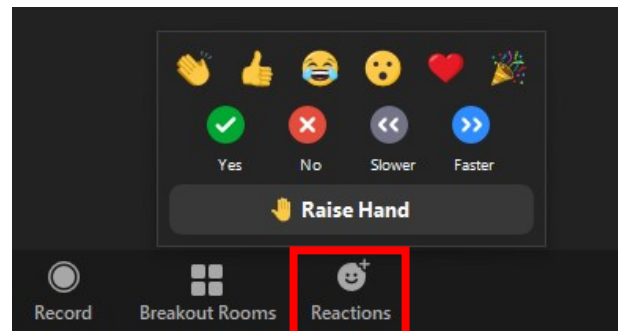 Yes No Slower Faster
Raise Hand
Record Breakout Rooms Reactions